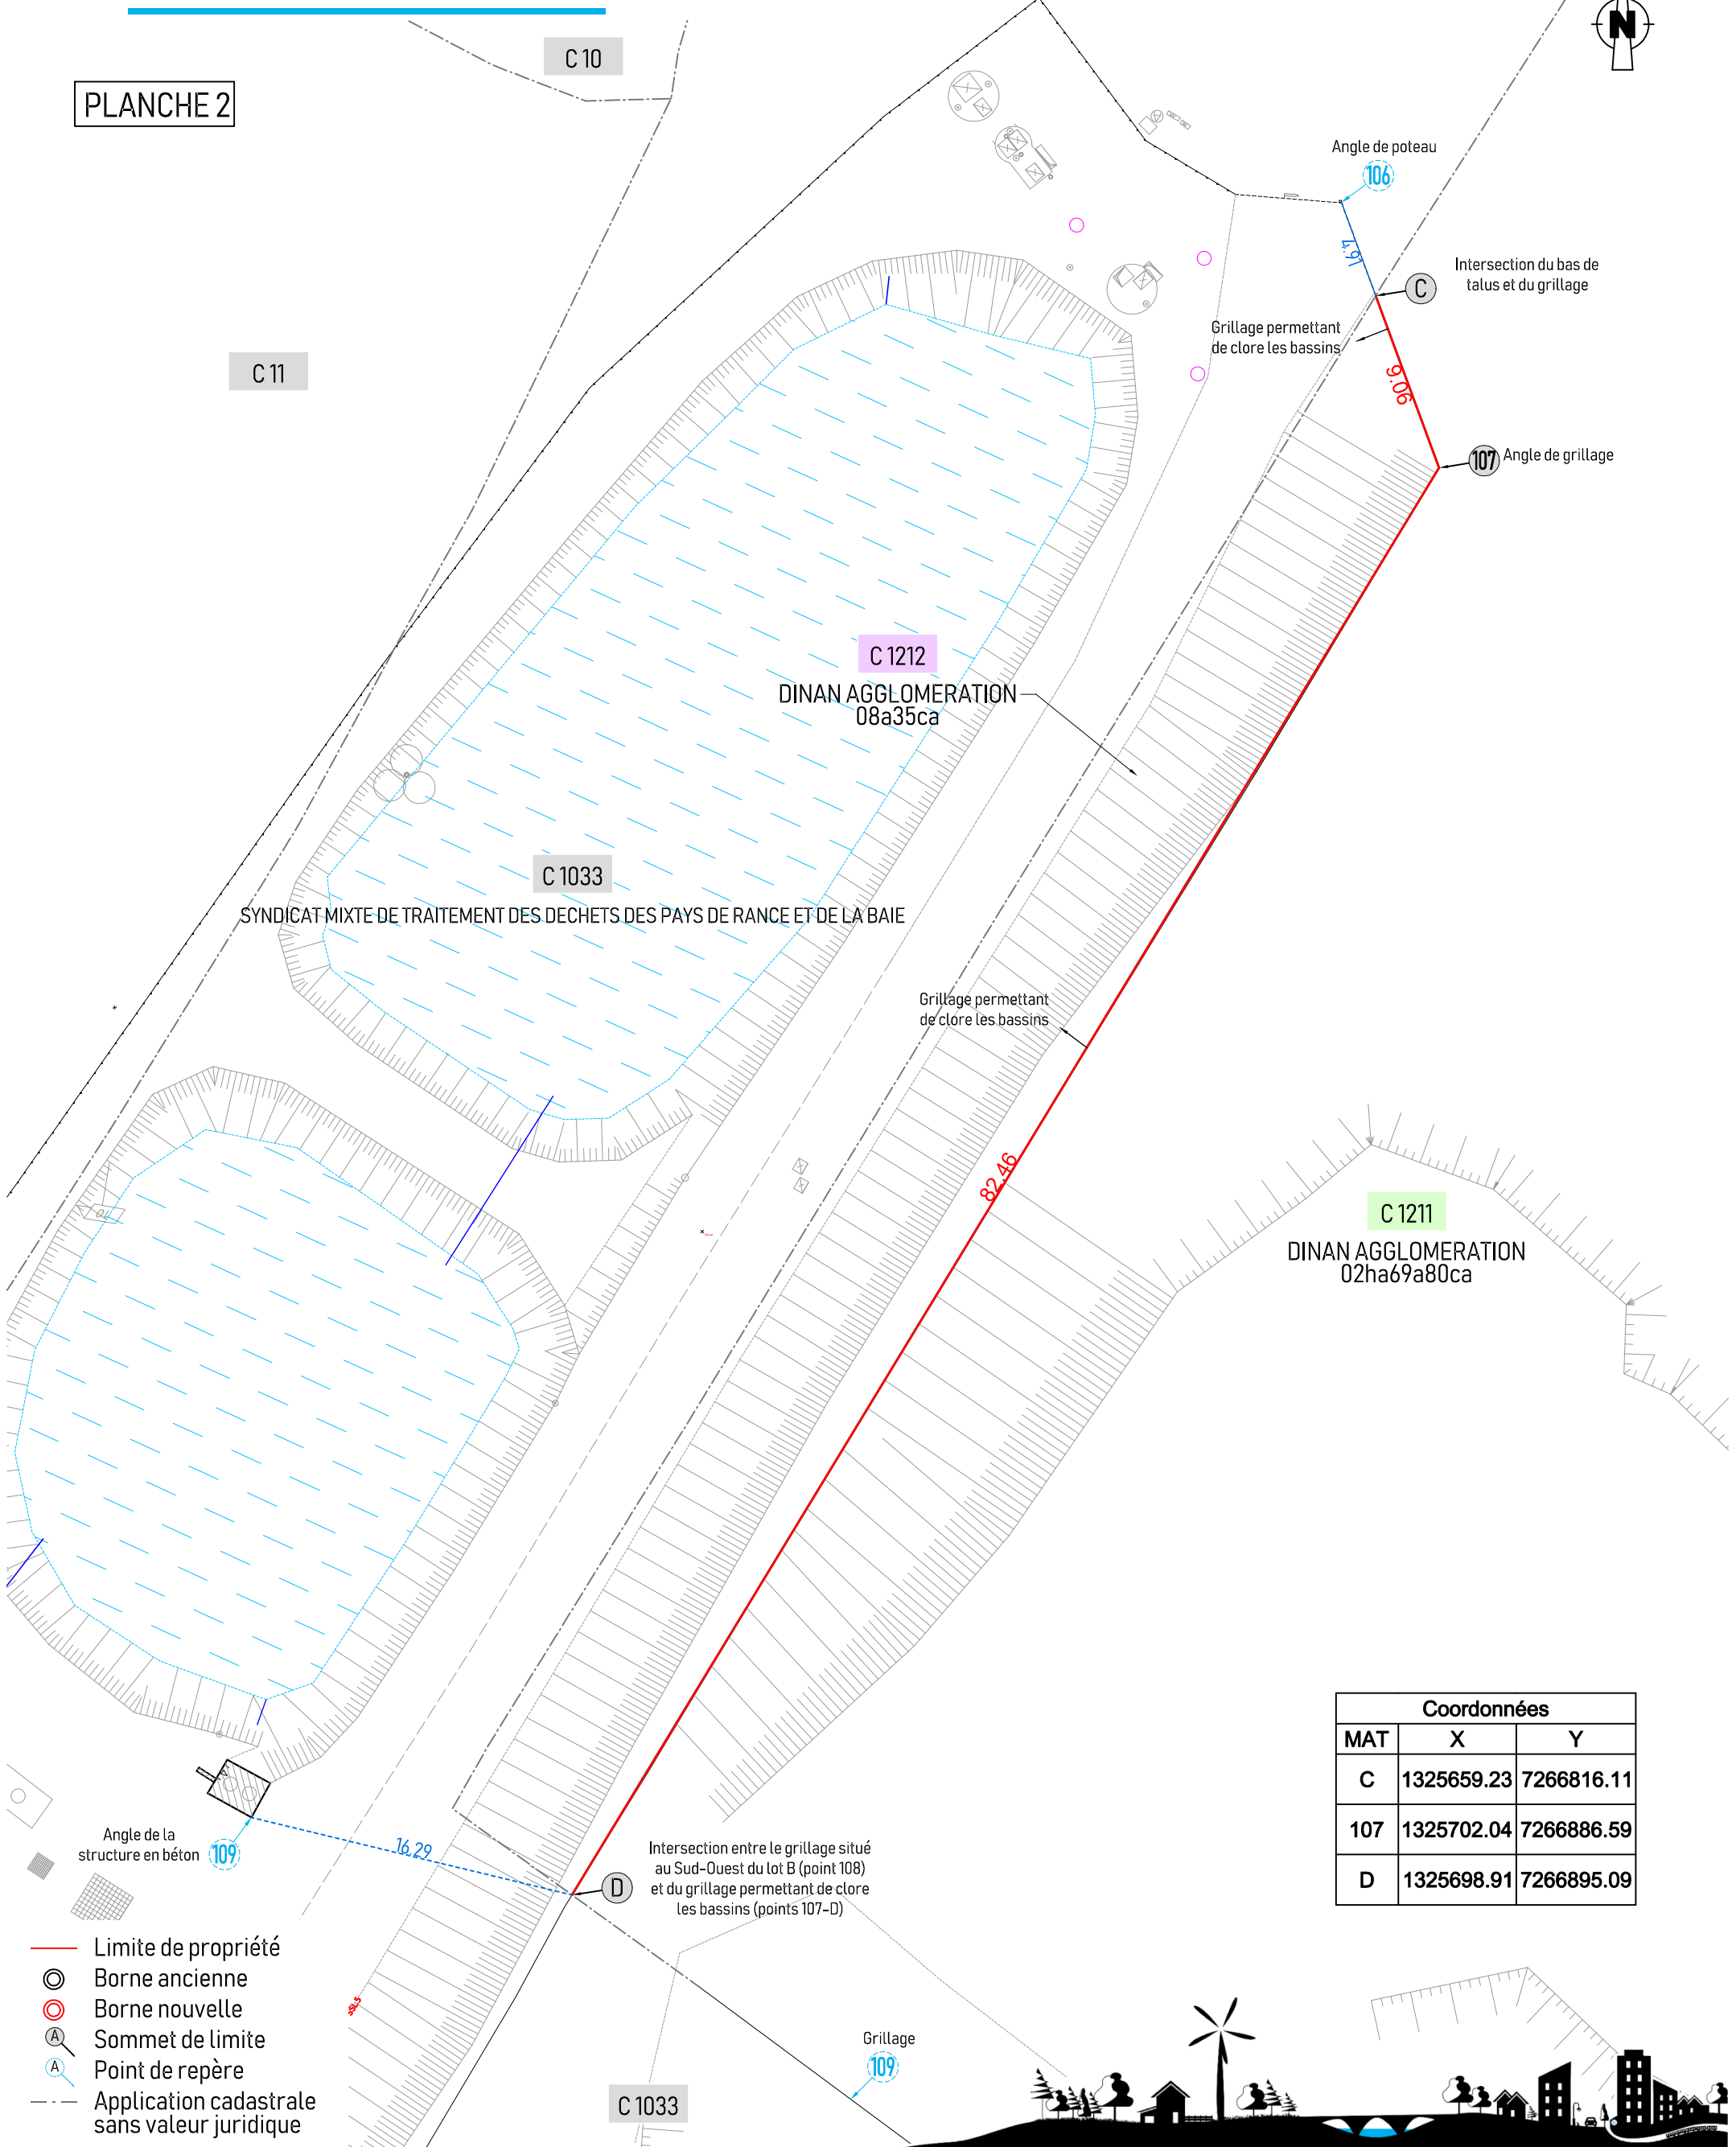 N
C 10
PLANCHE 2
Angle de poteau
106
4.91
Intersection du bas de
talus et du grillage
C
Grillage permettant
de clore les bassins
C 11
9.06
107
Angle de grillage
C 1212
DINAN AGGLOMERATION
08a35ca
C 1033
SYNDICAT MIXTE DE TRAITEMENT DES DECHETS DES PAYS DE RANCE ET DE LA BAIE
Grillage permettant
de clore les bassins
82.46
C 1211
DINAN AGGLOMERATION
02ha69a80ca
Coordonnées
MAT X Y
C 1325659.23 7266816.11
107 1325702.04 7266886.59
D 1325698.91 7266895.09
Angle de la
structure en béton
109
16.29
D
Intersection entre le grillage situé
au Sud-Ouest du lot B (point 108)
et du grillage permettant de clore
les bassins (points 107-D)
Limite de propriété
Borne ancienne
Borne nouvelle
A Sommet de limite
A Point de repère
Application cadastrale
sans valeur juridique
Grillage
109
C 1033